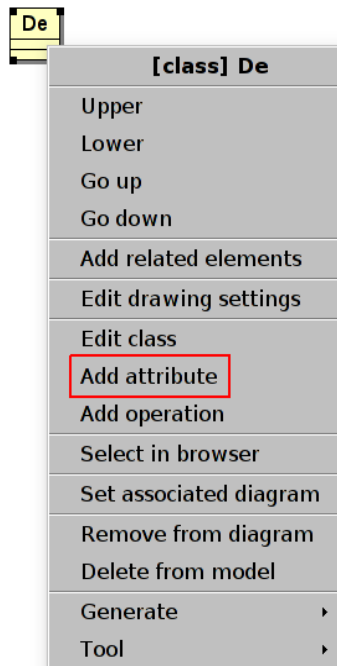 De
[class] De
Upper
Lower
Go up
Go down
Add related elements
Edit drawing settings
Edit class
Add attribute
Add operation
Select in browser
Set associated diagram
Remove from diagram
Delete from model
Generate
Tool